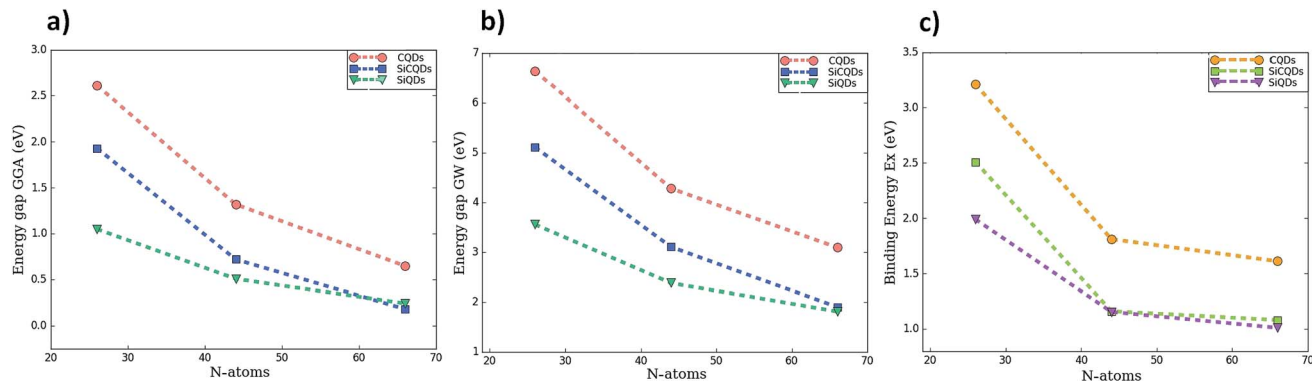 a)
Energy gap GGA (eV)
3.0
2.5
2.0
1.5
1.0
0.5
0.0
20
30
40
50
60
70
N-atoms
CQDs
SiCQDs
SiQDs
b)
Energy gap GW (eV)
7
6
5
4
3
2
1
20
30
40
50
60
70
N-atoms
CQDs
SiCQDs
SiQDs
c)
Binding Energy Ex (eV)
3.5
3.0
2.5
2.0
1.5
1.0
20
30
40
50
60
70
N-atoms
CQDs
SiCQDs
SiQDs